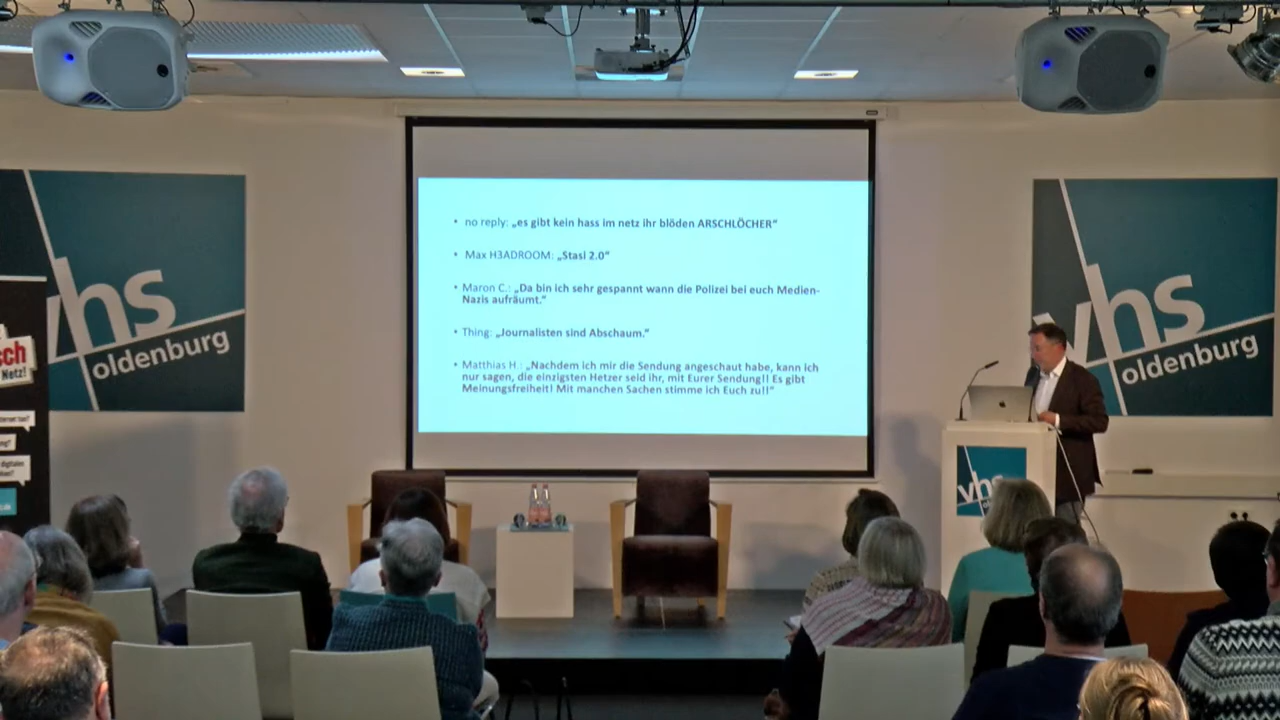 • no reply: „es gibt kein hass im netz ihr blöden ARSCHLÖCHER“
• Max H3ADROOM: „Stasi 2.0“
• Maron C.: „Da bin ich sehr gespannt wann die Polizei bei euch Medien-
Nazis aufräumt.“
• Thing: „Journalisten sind Abschaum.“
• Matthias H.: „Nachdem ich mir die Sendung angeschaut habe, kann ich
nur sagen, die einzigsten Hetzer seid ihr, mit Eurer Sendung!! Es gibt
Meinungsfreiheit! Mit manchen Sachen stimme ich Euch zu!!“
vhs
oldenburg
vhs
oldenburg
vhs
sch
Netz!
digitalen